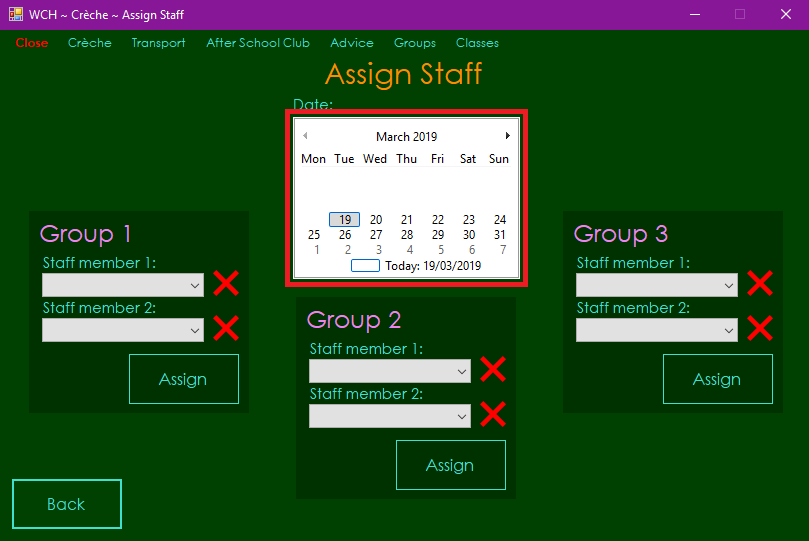 WCH ~ Crèche ~ Assign Staff
Close Crèche Transport After School Club Advice Groups Classes
Assign Staff
Date:
March 2019
Mon Tue Wed Thu Fri Sat Sun
19 20 21 22 23 24
25 26 27 28 29 30 31
1 2 3 4 5 6 7
Today: 19/03/2019
Group 1
Staff member 1:
Staff member 2:
Assign
Group 2
Staff member 1:
Staff member 2:
Assign
Group 3
Staff member 1:
Staff member 2:
Assign
Back